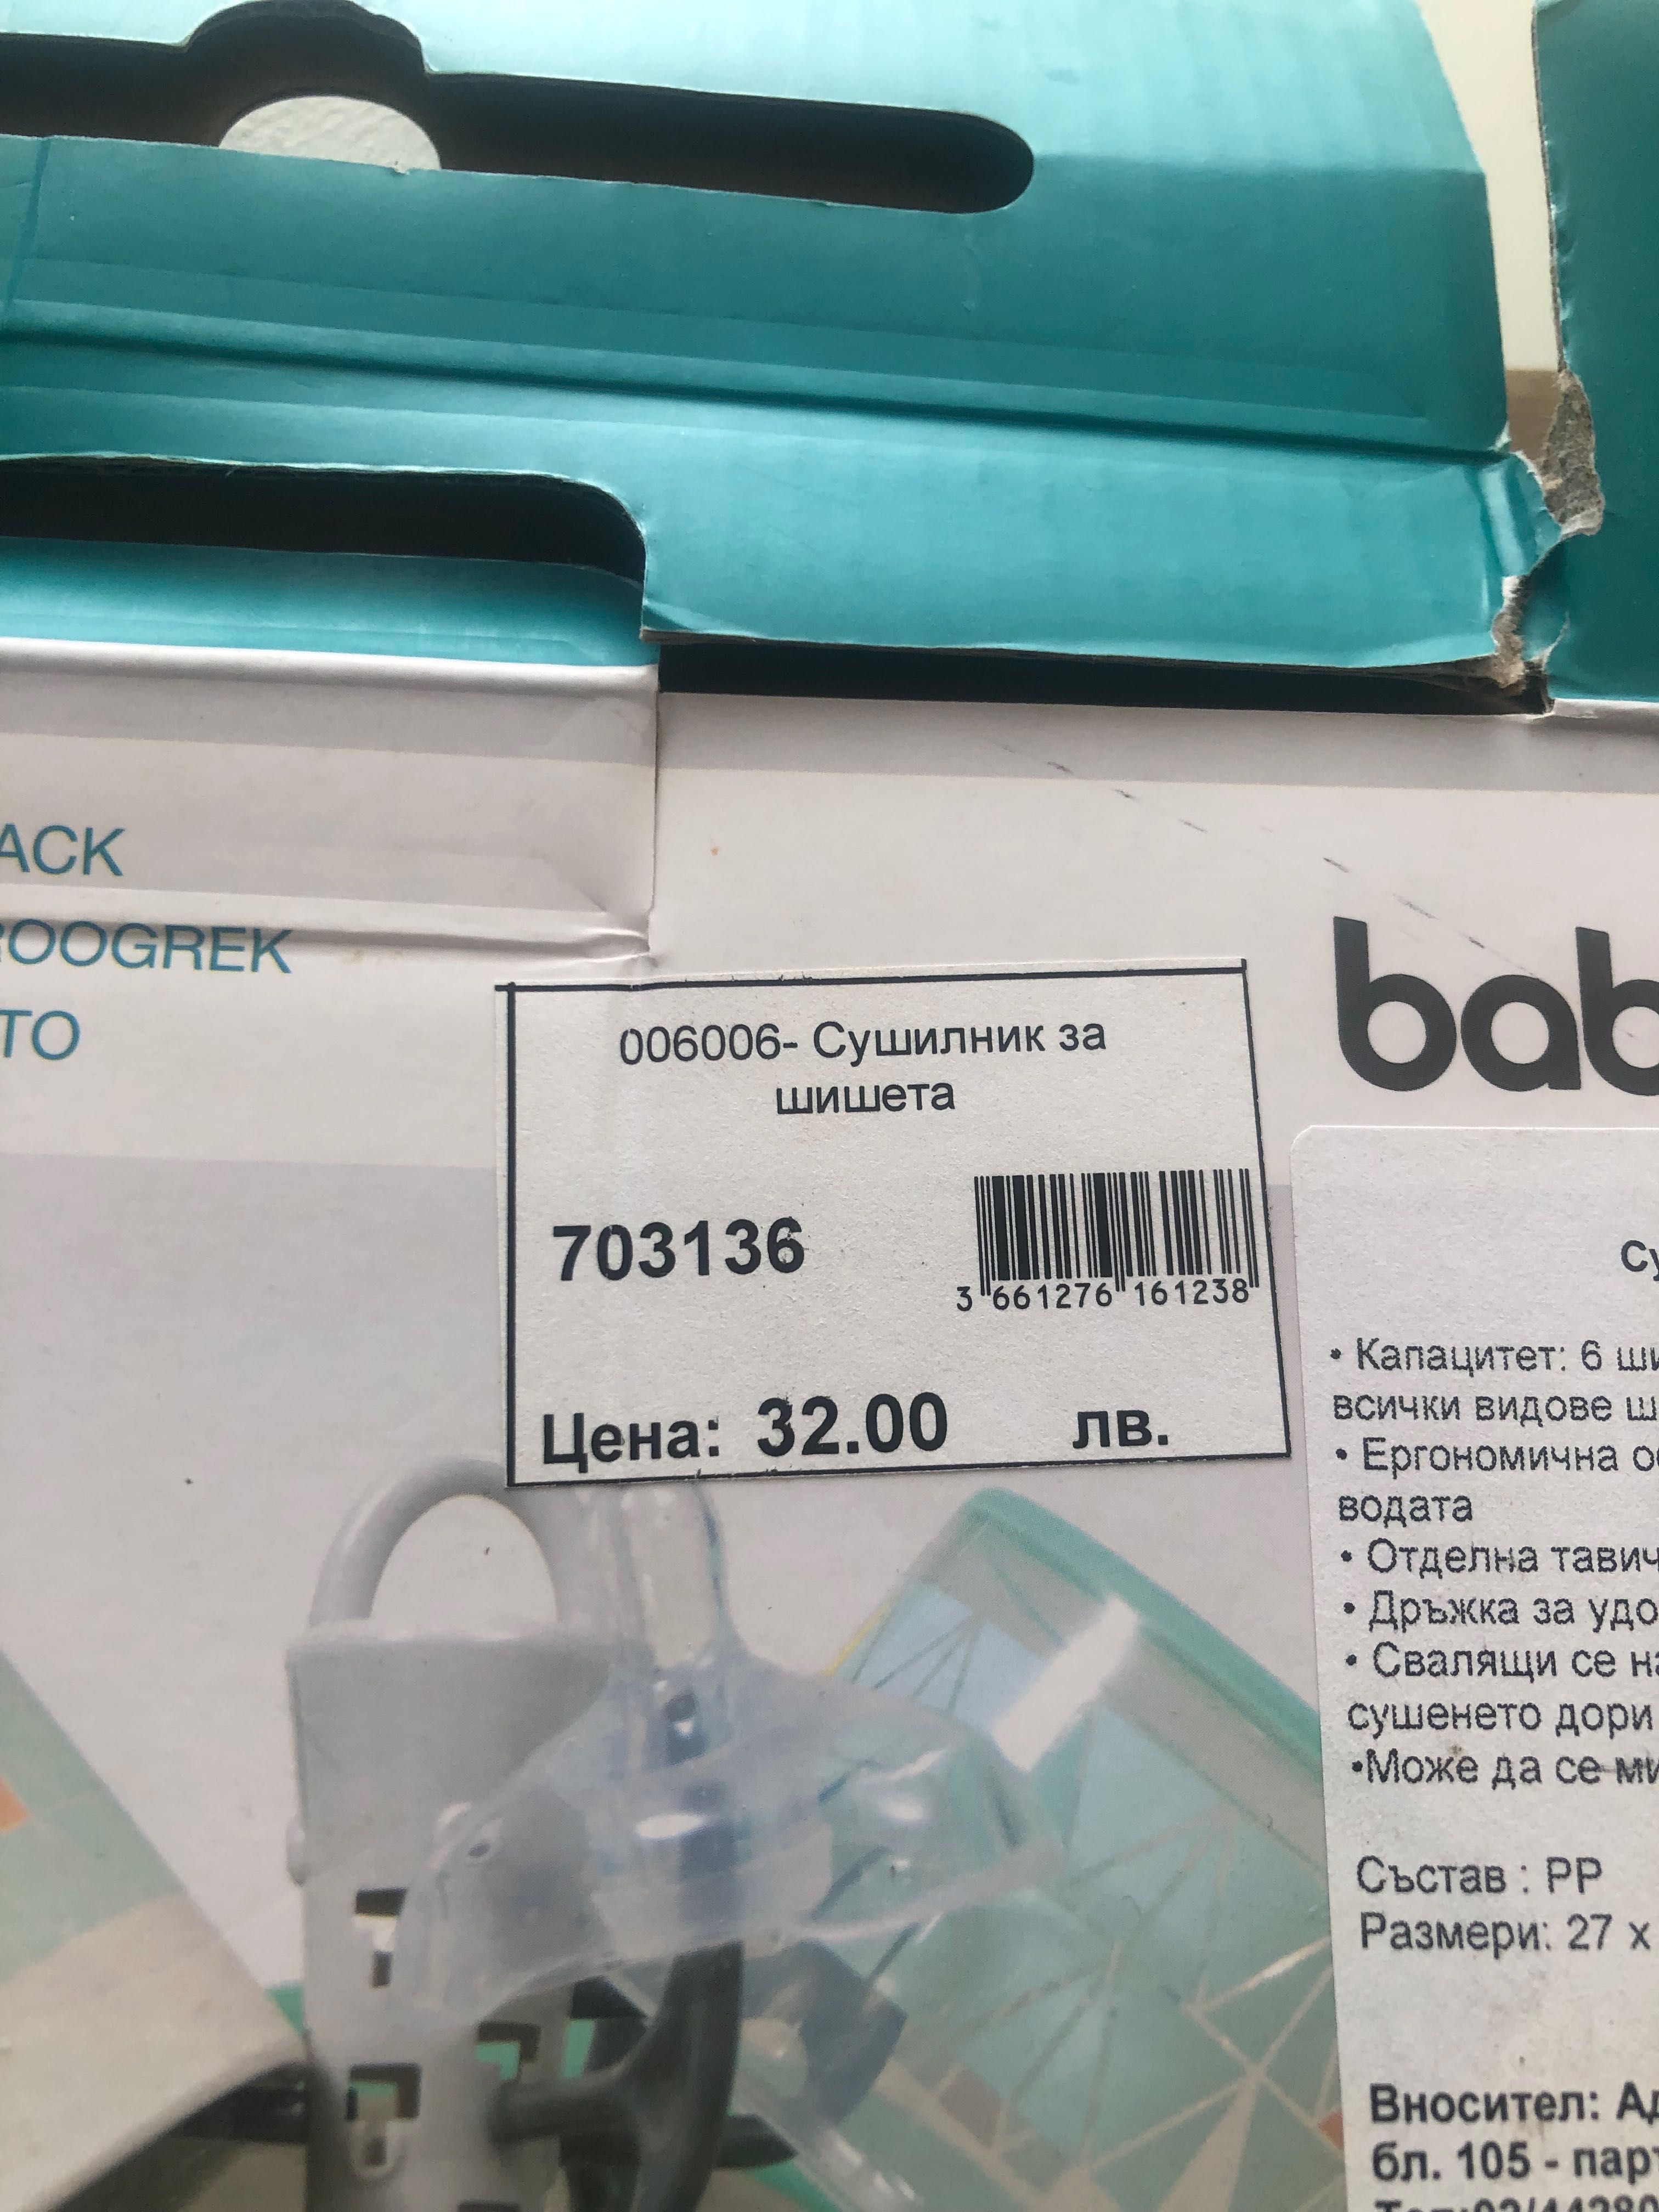 ACK
ROOGREK
TO
bab
006006- Сушилник за
шишета
703136
3 661276 161238
Цена: 32.00 лв.
Су
• Капацитет: 6 ши
всички видове ш
• Ергономична
водата
• Отделна тавич
• Дръжка за удо
• Свалящи се на
сушенето дори
•Може да се ми
Състав : PP
Размери: 27 x
Вносител: Ад
бл. 105 - парт